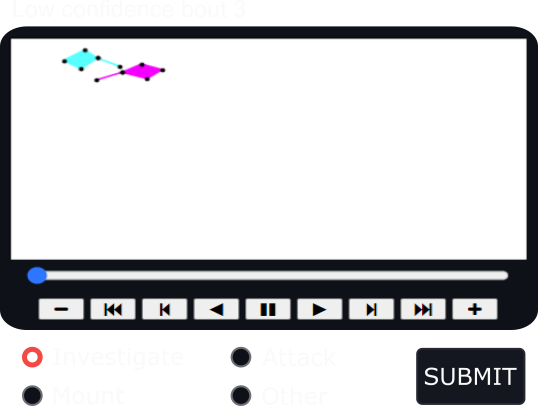 Low confidence bout 3
Investigate
Attack
Mount
Other
SUBMIT